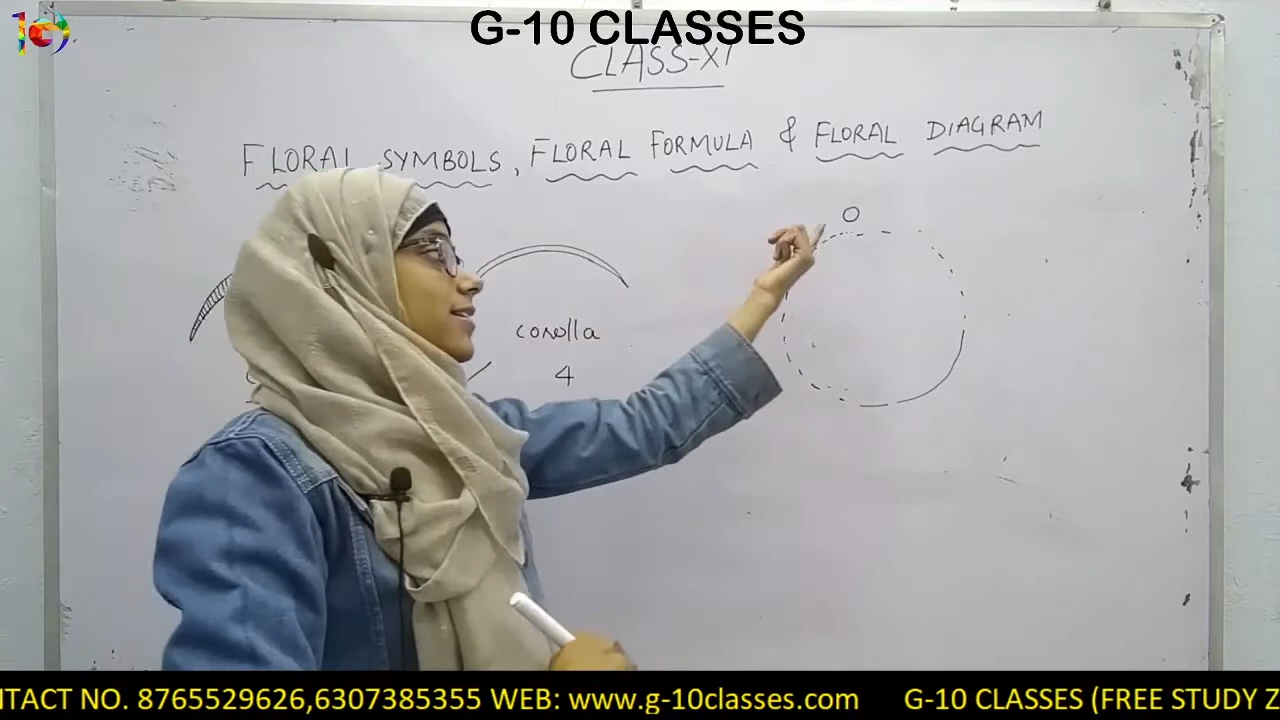 G-10 CLASSES
CLASS-XI
FLORAL SYMBOLS, FLORAL FORMULA & FLORAL DIAGRAM
corolla
4
NTACT NO. 8765529626,6307385355 WEB: www.g-10classes.com G-10 CLASSES (FREE STUDY Z